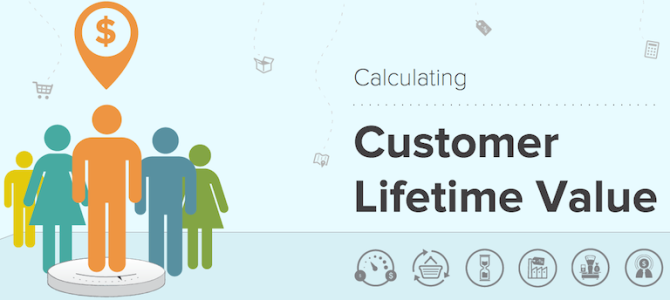 $
Calculating
Customer
Lifetime Value